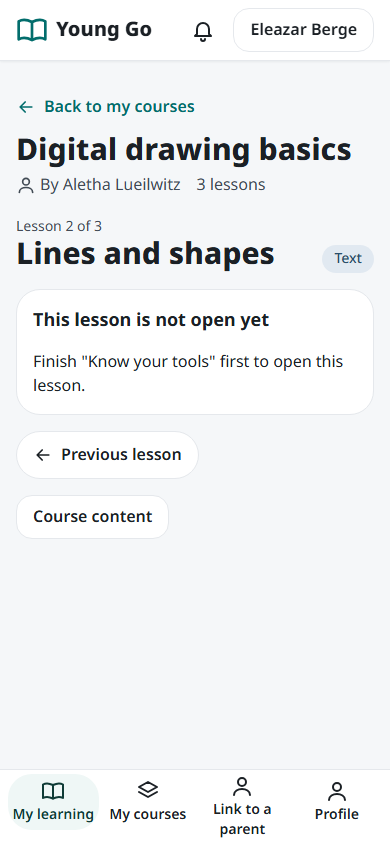 Young Go
Eleazar Berge
Back to my courses
Digital drawing basics
By Aletha Lueilwitz 3 lessons
Lesson 2 of 3
Lines and shapes
Text
This lesson is not open yet
Finish "Know your tools" first to open this
lesson.
Previous lesson
Course content
My learning
My courses
Link to a
parent
Profile